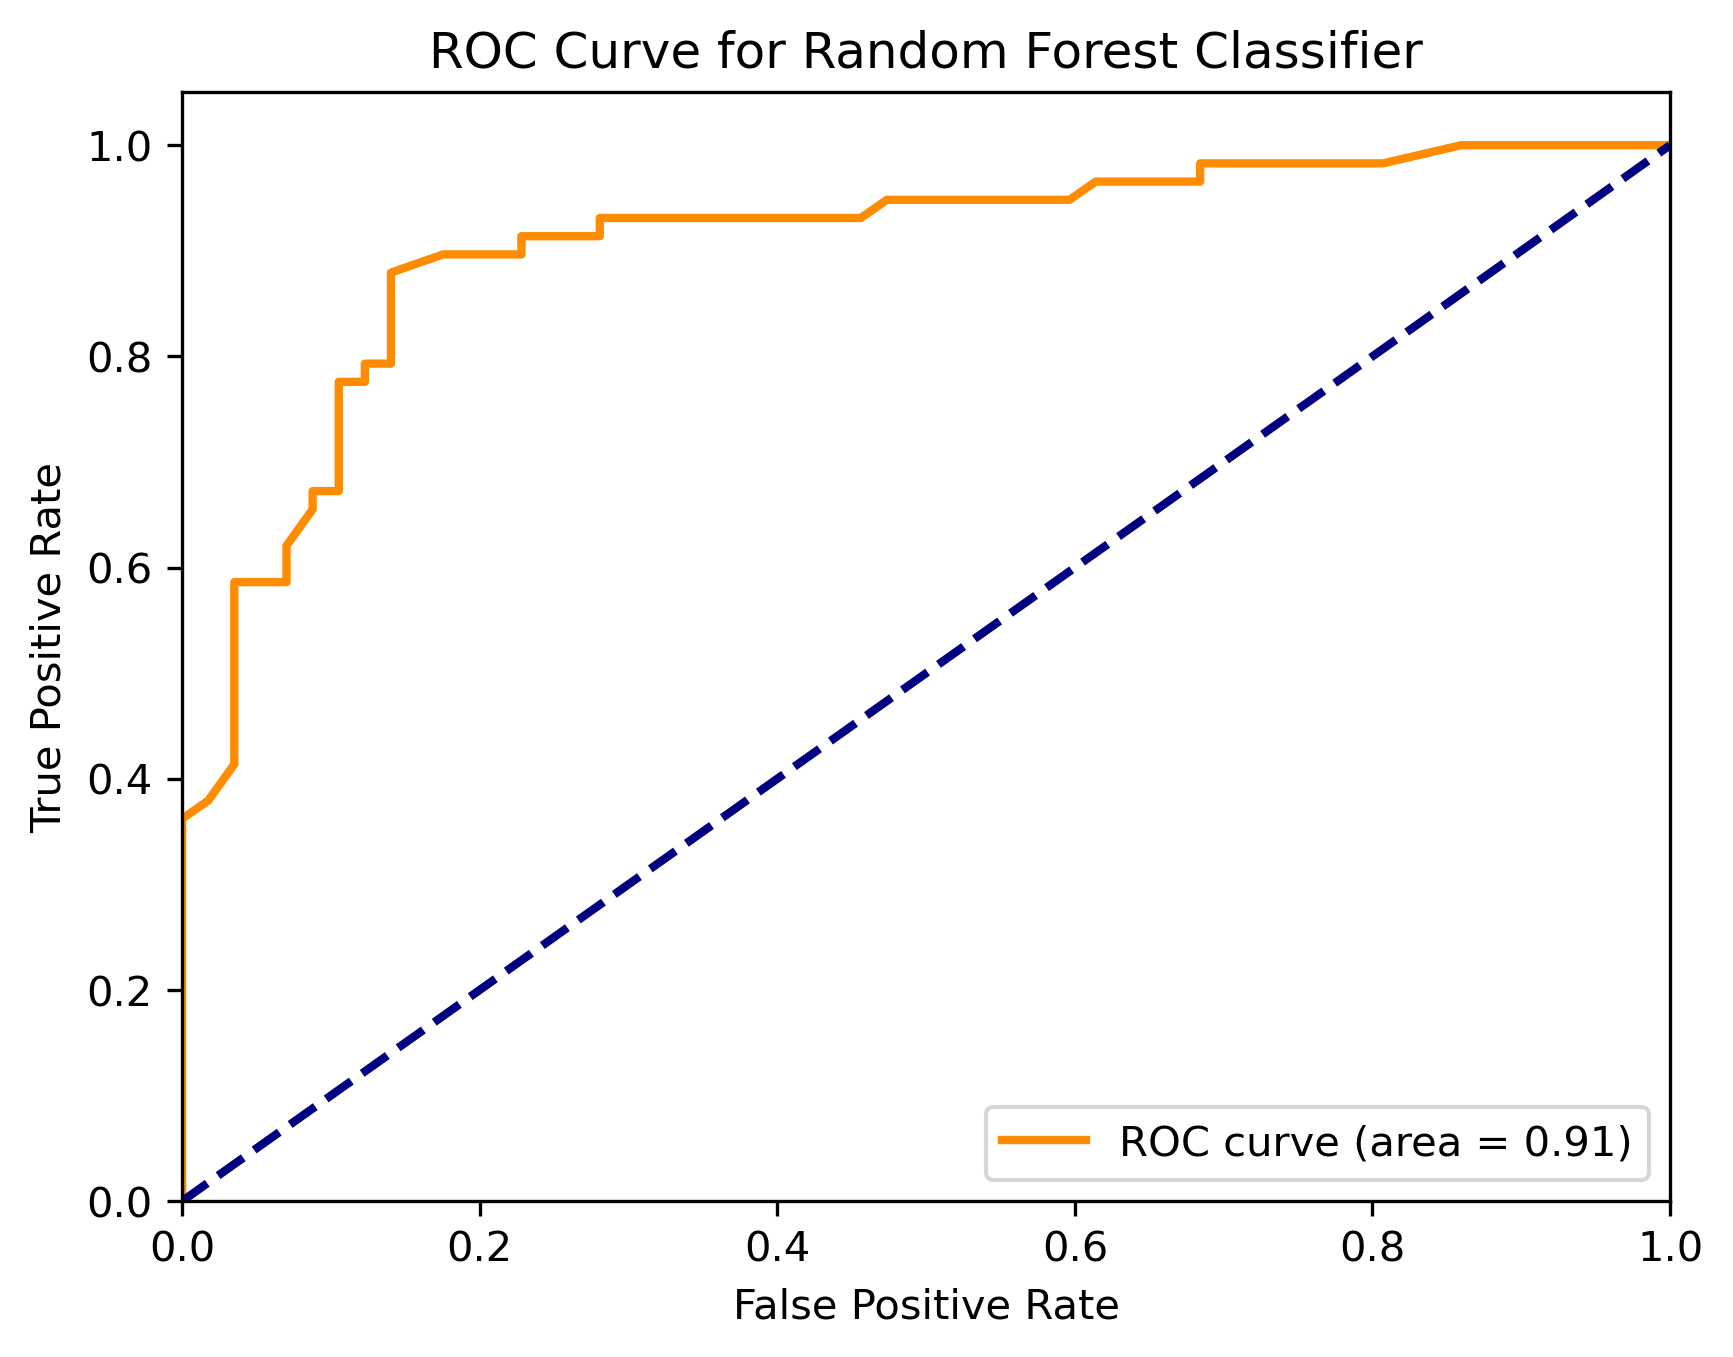 ROC Curve for Random Forest Classifier
True Positive Rate
1.0
0.8
0.6
0.4
0.2
0.0
ROC curve (area = 0.91)
0.0 0.2 0.4 0.6 0.8 1.0
False Positive Rate